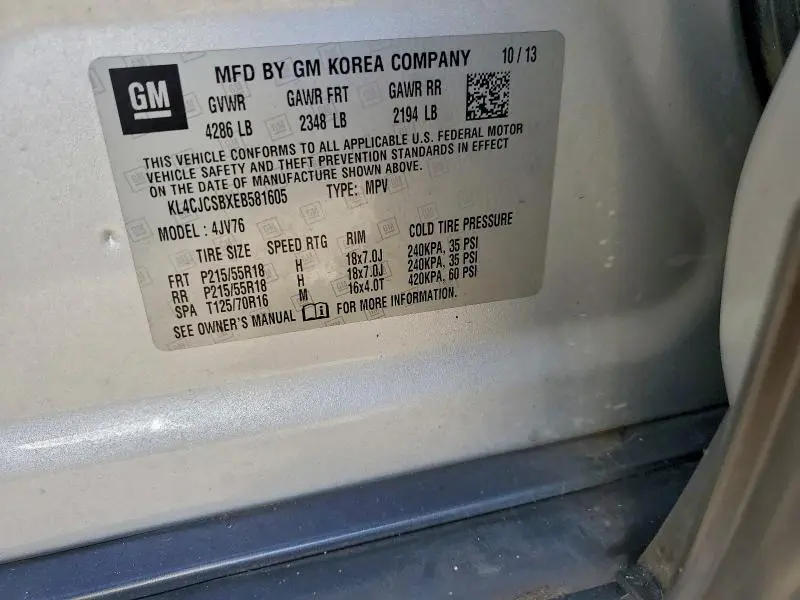 GM
MFD BY GM KOREA COMPANY 10 / 13
GVWR GAWR FRT GAWR RR
4286 LB 2348 LB 2194 LB
THIS VEHICLE CONFORMS TO ALL APPLICABLE U.S. FEDERAL MOTOR
VEHICLE SAFETY AND THEFT PREVENTION STANDARDS IN EFFECT
ON THE DATE OF MANUFACTURE SHOWN ABOVE.
KL4CJCSBXEB581605 TYPE: MPV
MODEL : 4JV76
TIRE SIZE SPEED RTG RIM COLD TIRE PRESSURE
FRT P215/55R18 H 18x7.0J 240KPA, 35 PSI
RR P215/55R18 H 18x7.0J 240KPA, 35 PSI
SPA T125/70R16 M 16x4.0T 420KPA, 60 PSI
SEE OWNER'S MANUAL FOR MORE INFORMATION.